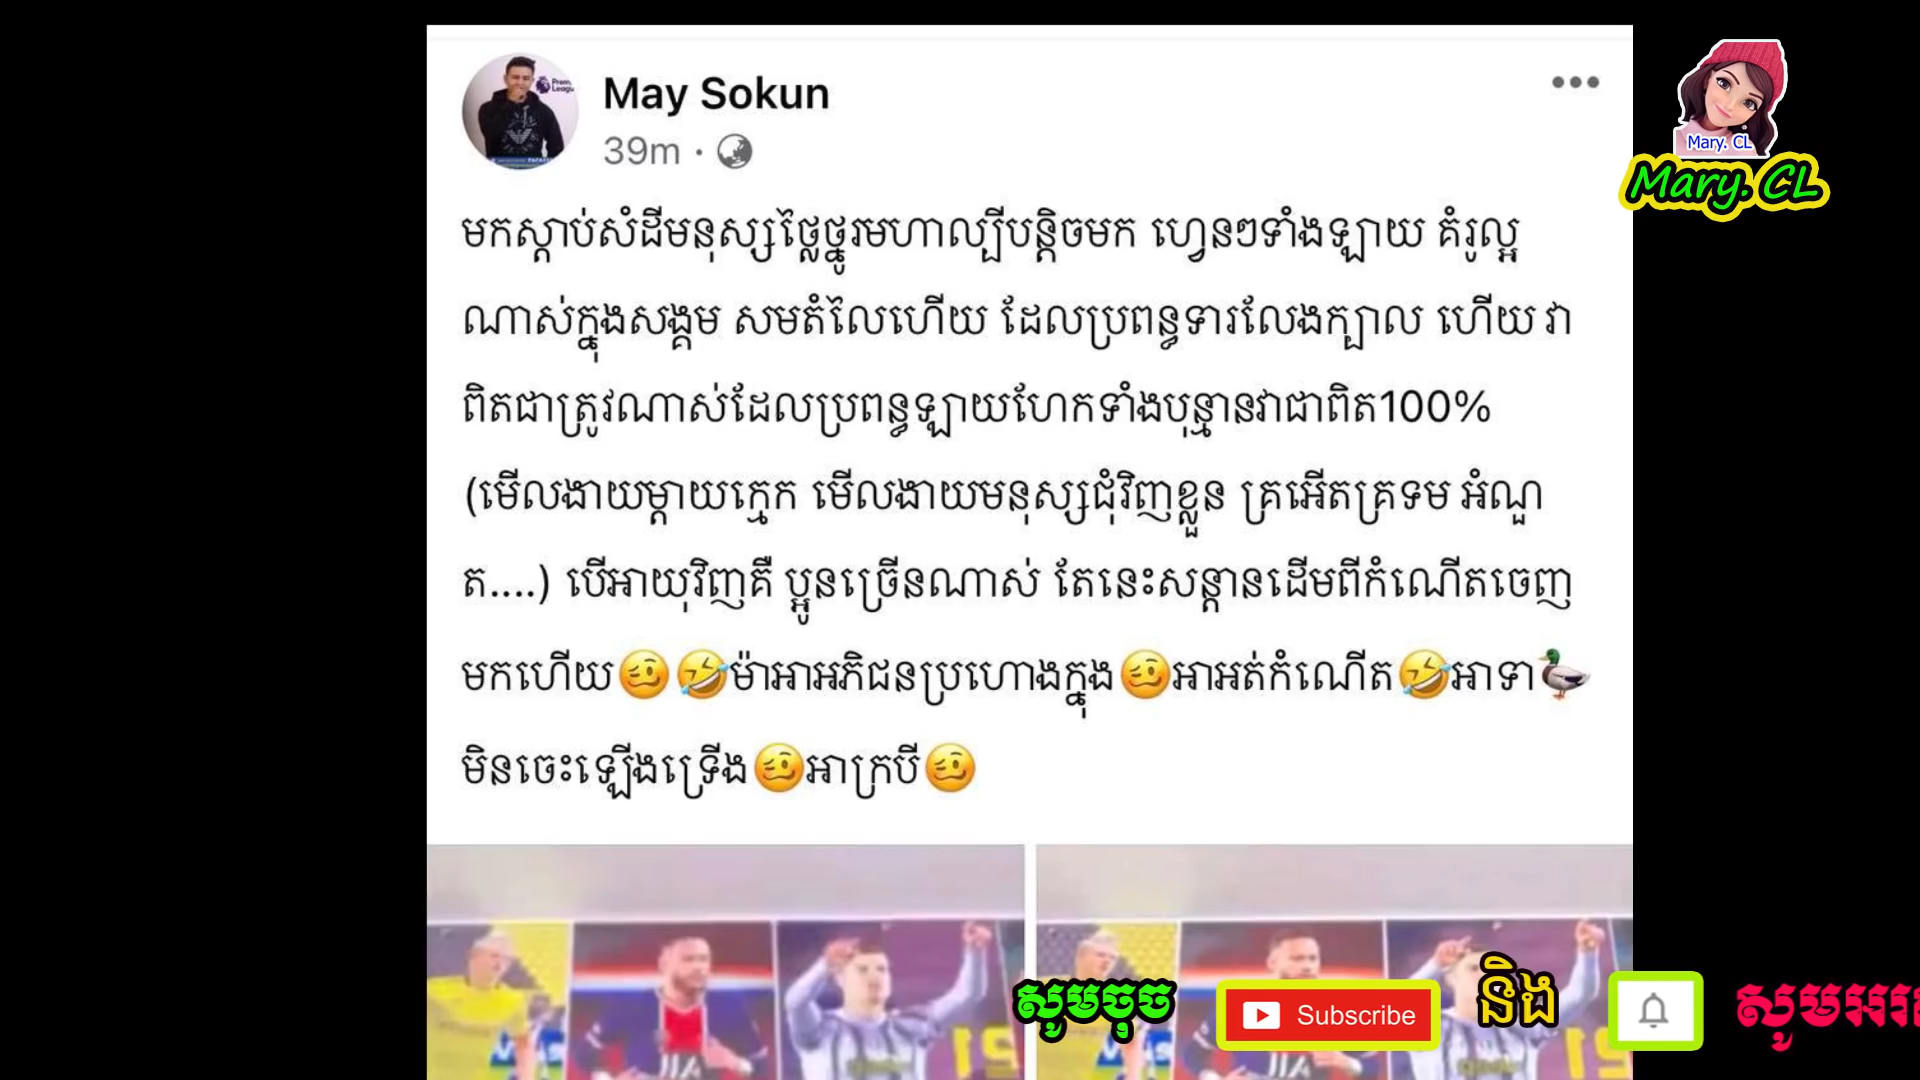 May Sokun
39m
មកស្តាប់សំដីមនុស្សថ្លៃថ្នូរមហាល្បីបន្តិចមក ហ្វេនៗទាំងឡាយ គំរូល្អ
ណាស់ក្នុងសង្គម សមតំលៃហើយ ដែលប្រពន្ធទារលែងក្បាល ហើយ វា
ពិតជាត្រូវណាស់ដែលប្រពន្ធឡាយហែកទាំងបុន្មានវាជាពិត100%
(មើលងាយម្តាយក្មេក មើលងាយមនុស្សជុំវិញខ្លួន គ្រអើតគ្រទម អំណួ
ត....) បើអាយុវិញគឺ ប្អូនច្រើនណាស់ តែនេះសន្តានដើមពីកំណើតចេញ
មកហើយ🥴🤣ម៉ាអាអភិជនប្រហោងក្នុង🥴អាអត់កំណើត🤣អាទា🦆
មិនចេះឡើងទ្រើង🥴អាក្របី🥴
Mary. CL
Mary. CL
សូមចុច
Subscribe
និង